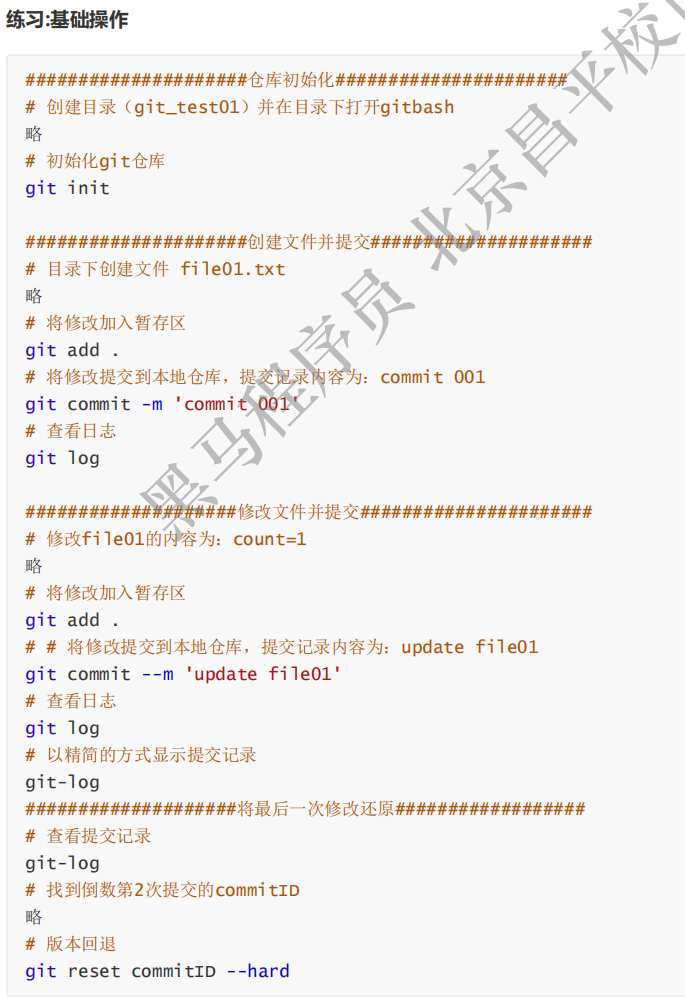 练习:基础操作
#####################仓库初始化######################
# 创建目录（git_test01）并在目录下打开gitbash
略
# 初始化git仓库
git init
#####################创建文件并提交#####################
# 目录下创建文件 file01.txt
略
# 将修改加入暂存区
git add .
# 将修改提交到本地仓库，提交记录内容为：commit 001
git commit -m 'commit 001'
# 查看日志
git log
####################修改文件并提交######################
# 修改file01的内容为：count=1
略
# 将修改加入暂存区
git add .
# # 将修改提交到本地仓库，提交记录内容为：update file01
git commit --m 'update file01'
# 查看日志
git log
# 以精简的方式显示提交记录
git-log
####################将最后一次修改还原##################
# 查看提交记录
git-log
# 找到倒数第2次提交的commitID
略
# 版本回退
git reset commitID --hard
黑马程序员 北京昌平校